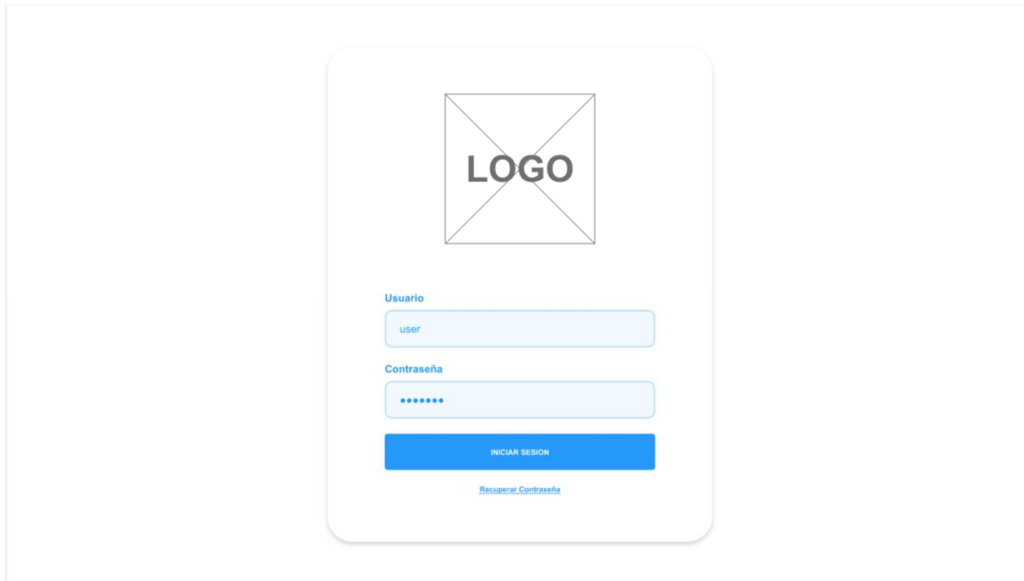 LOGO
Usuario
user
Contraseña
•••••••
INICIAR SESION
Recuperar Contraseña